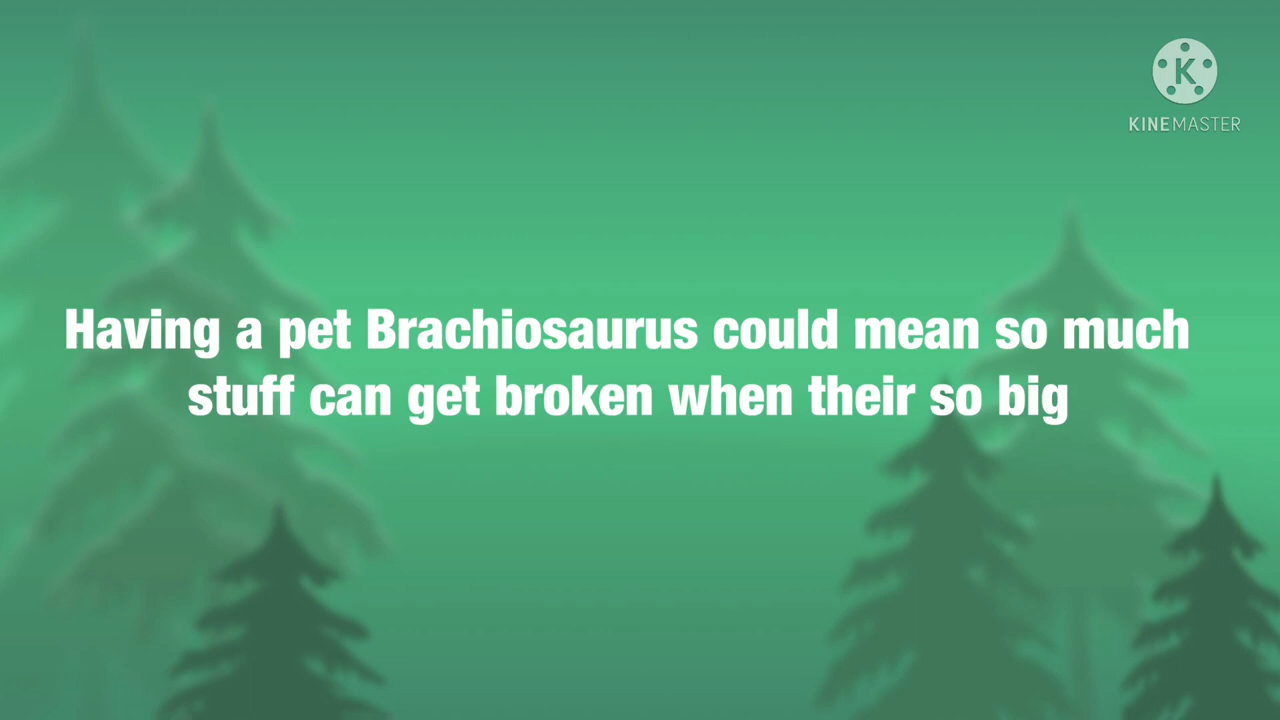 K
KINEMASTER
Having a pet Brachiosaurus could mean so much
stuff can get broken when their so big